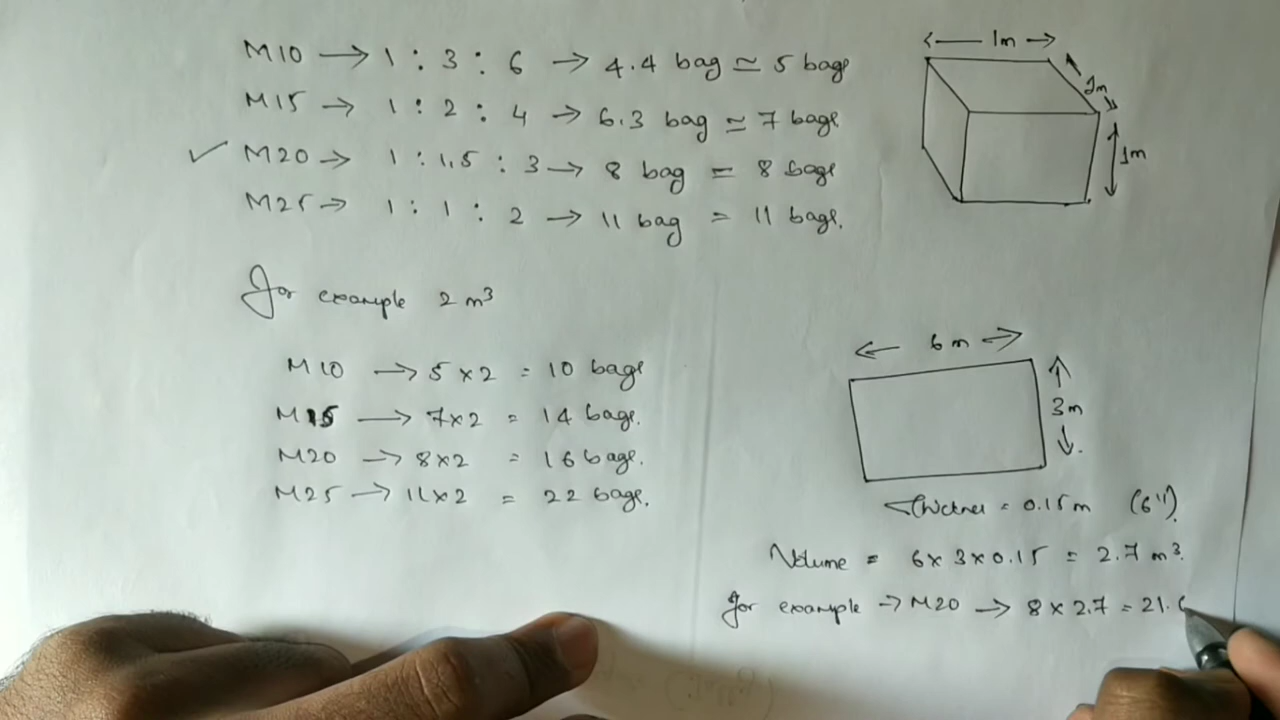 M10 → 1 : 3 : 6 → 4.4 bag ≃ 5 bags
M15 → 1 : 2 : 4 → 6.3 bag ≃ 7 bags
✓ M20 → 1 : 1.5 : 3 → 8 bag = 8 bags
M25 → 1 : 1 : 2 → 11 bag = 11 bags.
1m
1m
1m
for example 2 m³
M10 → 5 × 2 = 10 bags
M15 → 7×2 = 14 bags.
M20 → 8×2 = 16 bags.
M25 → 11×2 = 22 bags.
6 m
3m
Thickness = 0.15 m (6").
Volume = 6 × 3 × 0.15 = 2.7 m³.
for example → M20 → 8 × 2.7 = 21.6